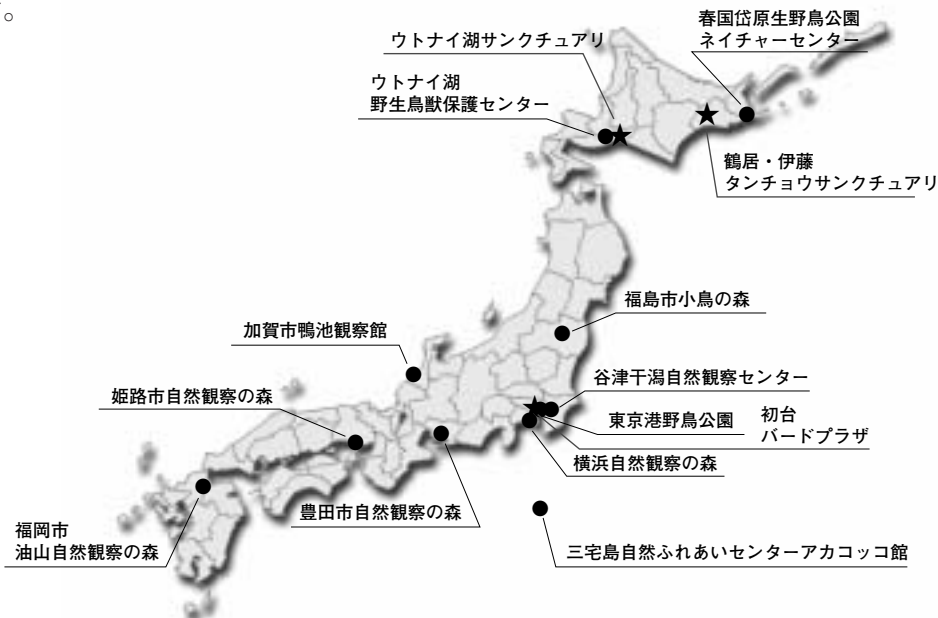 。
春国岱原生野鳥公園
ネイチャーセンター
ウトナイ湖サンクチュアリ
ウトナイ湖
野生鳥獣保護センター
鶴居・伊藤
タンチョウサンクチュアリ
福島市小鳥の森
加賀市鴨池観察館
谷津干潟自然観察センター
姫路市自然観察の森
東京港野鳥公園
初台
バードプラザ
横浜自然観察の森
豊田市自然観察の森
福岡市
油山自然観察の森
三宅島自然ふれあいセンターアカコッコ館